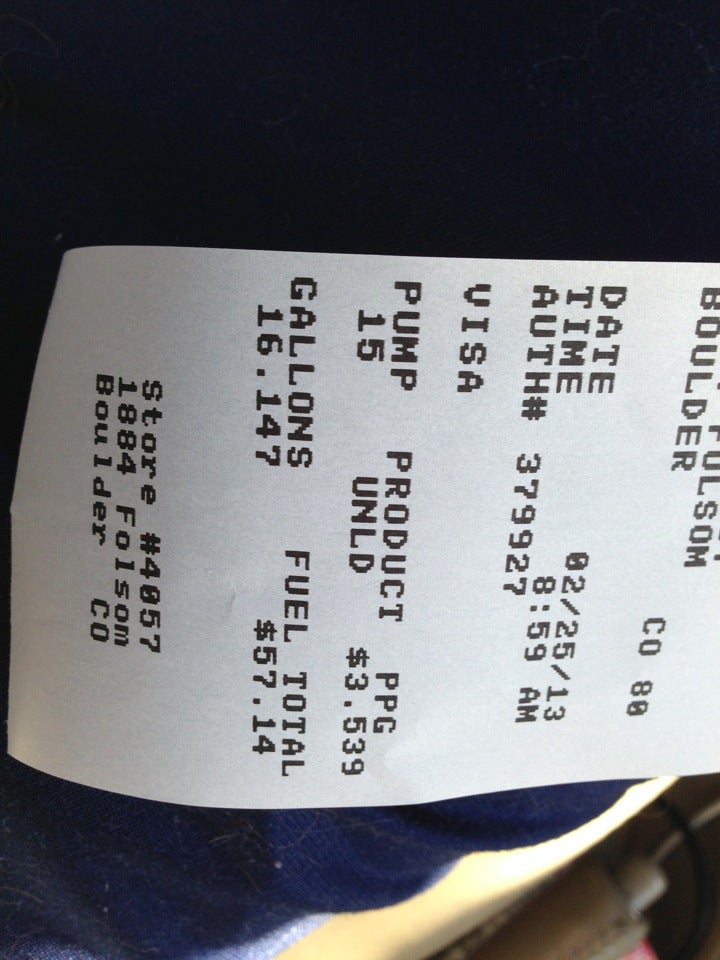 FOLSOM
BOULDER CO 80
DATE 02/25/13
TIME 8:59 AM
AUTH# 379927
VISA
PUMP PRODUCT PPG
15 UNLD $3.539
GALLONS FUEL TOTAL
16.147 $57.14
Store #4057
1884 Folsom
Boulder CO